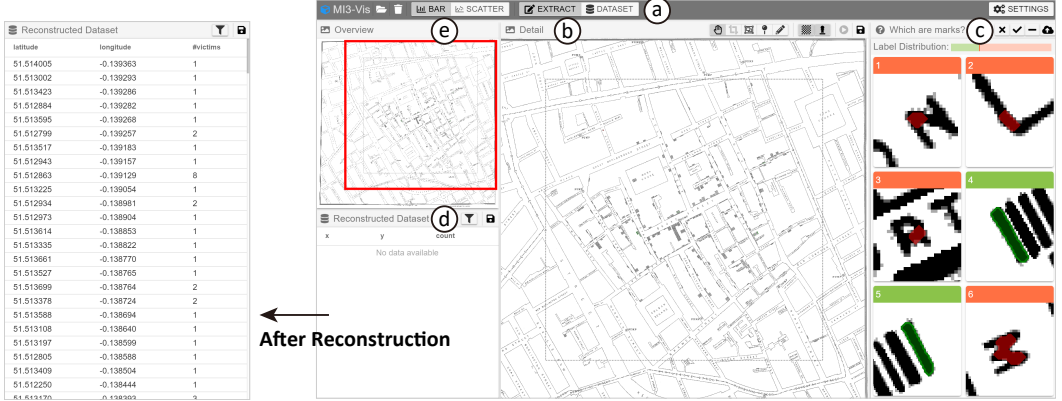 Reconstructed Dataset
latitude longitude #victims
51.514005 -0.139363 1
51.513002 -0.139293 1
51.513423 -0.139286 1
51.512884 -0.139282 1
51.513595 -0.139268 1
51.512799 -0.139257 2
51.513517 -0.139183 1
51.512943 -0.139157 1
51.512863 -0.139129 8
51.513225 -0.139054 1
51.512934 -0.138981 2
51.512973 -0.138904 1
51.513614 -0.138853 1
51.513335 -0.138822 1
51.513661 -0.138770 1
51.513527 -0.138765 1
51.513699 -0.138764 2
51.513378 -0.138724 2
51.513588 -0.138694 1
51.513108 -0.138640 1
51.513197 -0.138599 1
51.512805 -0.138588 1
51.513409 -0.138504 1
51.512250 -0.138444 1
51.513170 -0.138393 3
After Reconstruction
MI3-Vis BAR SCATTER EXTRACT DATASET a SETTINGS
Overview e
Reconstructed Dataset d
x y count
No data available
Detail b
Which are marks? c
Label Distribution:
1 2
3 4
5 6